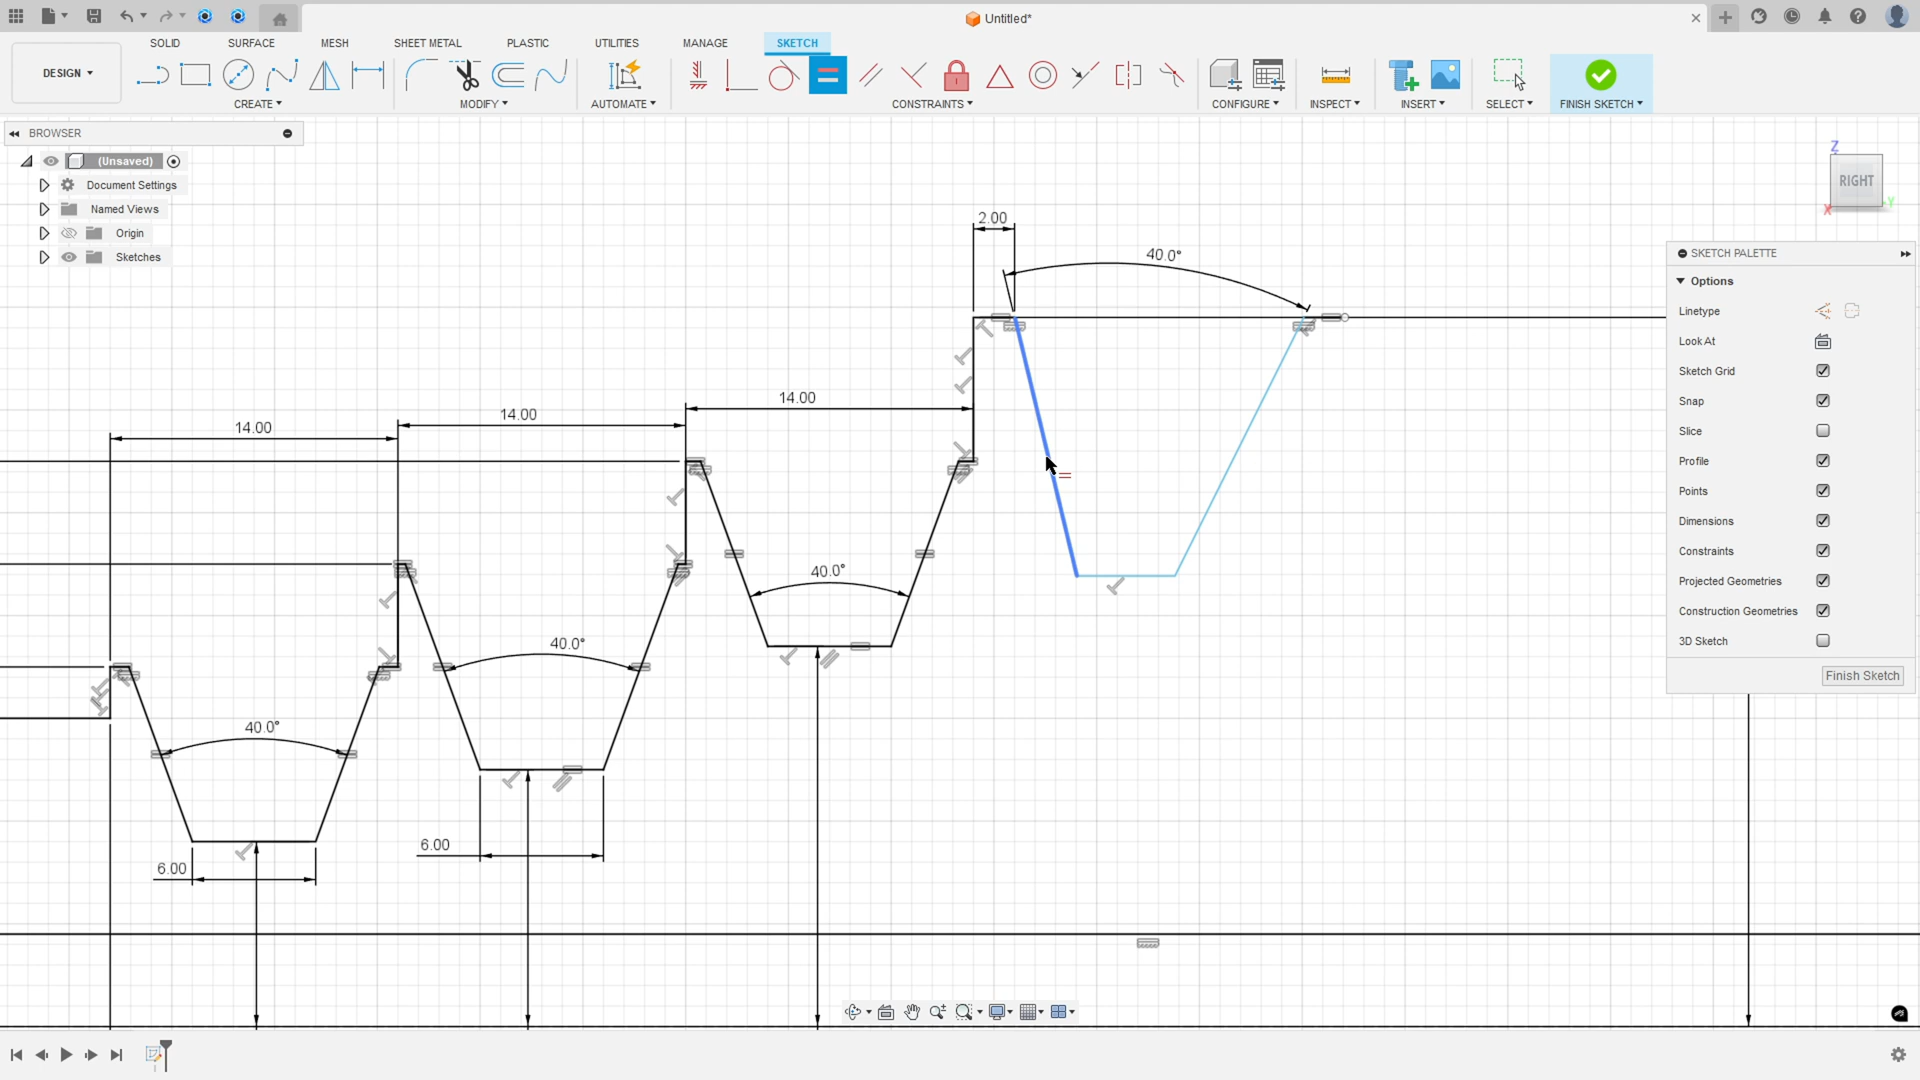 Untitled*
SOLID
SURFACE
MESH
SHEET METAL
PLASTIC
UTILITIES
MANAGE
SKETCH
DESIGN
CREATE
MODIFY
AUTOMATE
CONSTRAINTS
CONFIGURE
INSPECT
INSERT
SELECT
FINISH SKETCH
BROWSER
(Unsaved)
Document Settings
Named Views
Origin
Sketches
Z
RIGHT
X
Y
2.00
40.0°
14.00
14.00
14.00
40.0°
40.0°
40.0°
6.00
6.00
SKETCH PALETTE
Options
Linetype
Look At
Sketch Grid
Snap
Slice
Profile
Points
Dimensions
Constraints
Projected Geometries
Construction Geometries
3D Sketch
Finish Sketch